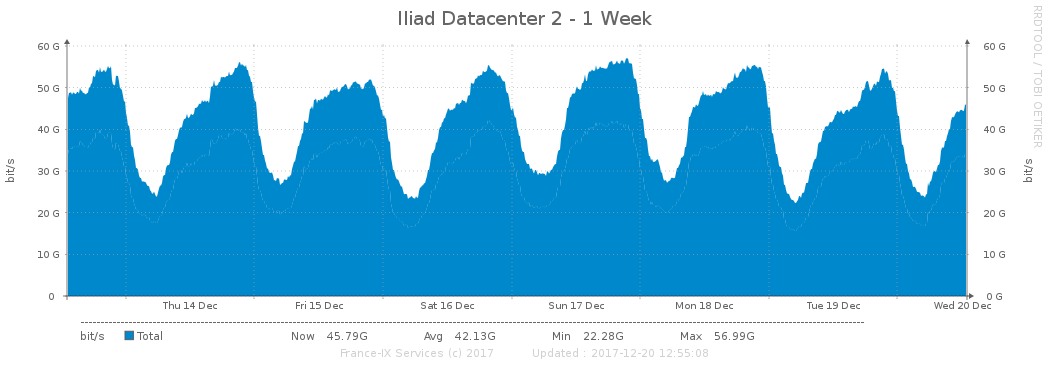 Iliad Datacenter 2 - 1 Week
RRDTOOL / TOBI OETIKER
60 G 60 G
50 G 50 G
40 G 40 G
30 G 30 G
20 G 20 G
10 G 10 G
0 0 G
bit/s
bit/s
Thu 14 Dec Fri 15 Dec Sat 16 Dec Sun 17 Dec Mon 18 Dec Tue 19 Dec Wed 20 Dec
bit/s Total Now 45.79G Avg 42.13G Min 22.28G Max 56.99G
France-IX Services (c) 2017 Updated : 2017-12-20 12:55:08